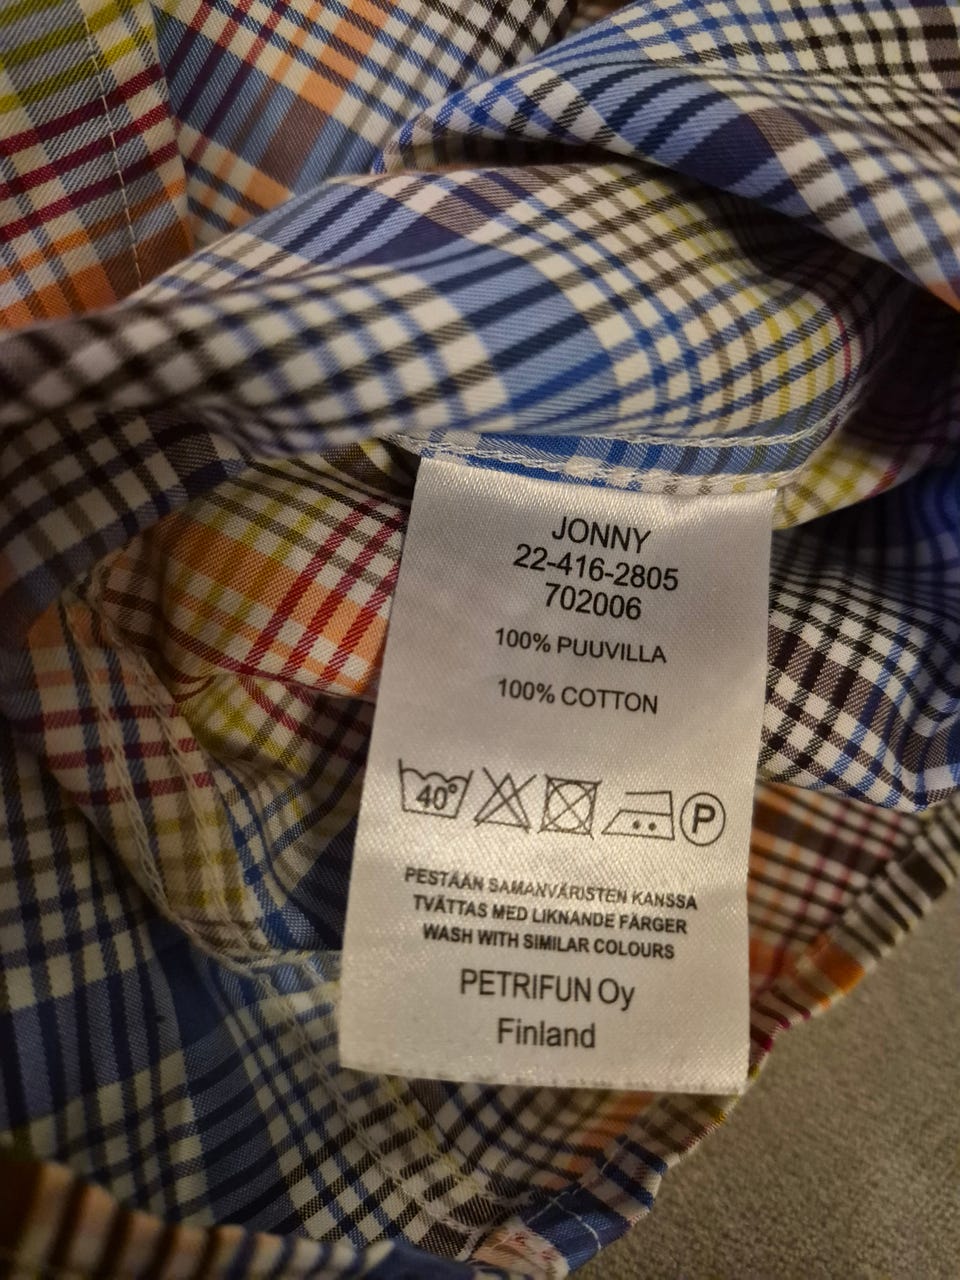 JONNY
22-416-2805
702006
100% PUUVILLA
100% COTTON
40° P
PESTÄÄN SAMANVÄRISTEN KANSSA
TVÄTTAS MED LIKNANDE FÄRGER
WASH WITH SIMILAR COLOURS
PETRIFUN Oy
Finland